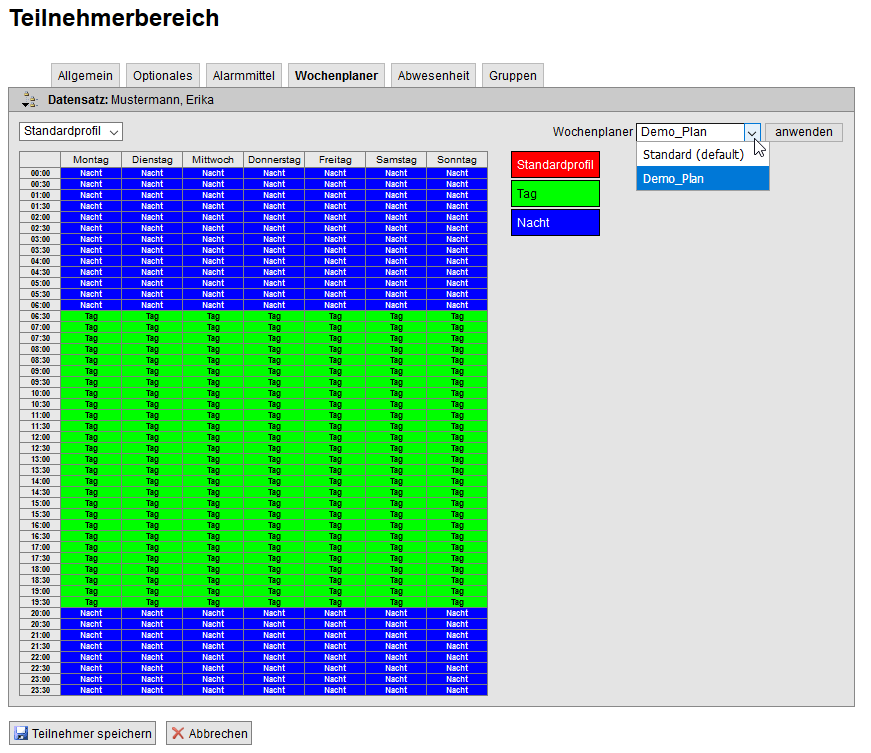 Teilnehmerbereich
Allgemein Optionales Alarmmittel Wochenplaner Abwesenheit Gruppen
Datensatz: Mustermann, Erika
Standardprofil Wochenplaner Demo_Plan anwenden
Standard (default)
Demo_Plan
Standardprofil
Tag
Nacht
Montag Dienstag Mittwoch Donnerstag Freitag Samstag Sonntag
00:00 Nacht Nacht Nacht Nacht Nacht Nacht Nacht
00:30 Nacht Nacht Nacht Nacht Nacht Nacht Nacht
01:00 Nacht Nacht Nacht Nacht Nacht Nacht Nacht
01:30 Nacht Nacht Nacht Nacht Nacht Nacht Nacht
02:00 Nacht Nacht Nacht Nacht Nacht Nacht Nacht
02:30 Nacht Nacht Nacht Nacht Nacht Nacht Nacht
03:00 Nacht Nacht Nacht Nacht Nacht Nacht Nacht
03:30 Nacht Nacht Nacht Nacht Nacht Nacht Nacht
04:00 Nacht Nacht Nacht Nacht Nacht Nacht Nacht
04:30 Nacht Nacht Nacht Nacht Nacht Nacht Nacht
05:00 Nacht Nacht Nacht Nacht Nacht Nacht Nacht
05:30 Nacht Nacht Nacht Nacht Nacht Nacht Nacht
06:00 Nacht Nacht Nacht Nacht Nacht Nacht Nacht
06:30 Tag Tag Tag Tag Tag Tag Tag
07:00 Tag Tag Tag Tag Tag Tag Tag
07:30 Tag Tag Tag Tag Tag Tag Tag
08:00 Tag Tag Tag Tag Tag Tag Tag
08:30 Tag Tag Tag Tag Tag Tag Tag
09:00 Tag Tag Tag Tag Tag Tag Tag
09:30 Tag Tag Tag Tag Tag Tag Tag
10:00 Tag Tag Tag Tag Tag Tag Tag
10:30 Tag Tag Tag Tag Tag Tag Tag
11:00 Tag Tag Tag Tag Tag Tag Tag
11:30 Tag Tag Tag Tag Tag Tag Tag
12:00 Tag Tag Tag Tag Tag Tag Tag
12:30 Tag Tag Tag Tag Tag Tag Tag
13:00 Tag Tag Tag Tag Tag Tag Tag
13:30 Tag Tag Tag Tag Tag Tag Tag
14:00 Tag Tag Tag Tag Tag Tag Tag
14:30 Tag Tag Tag Tag Tag Tag Tag
15:00 Tag Tag Tag Tag Tag Tag Tag
15:30 Tag Tag Tag Tag Tag Tag Tag
16:00 Tag Tag Tag Tag Tag Tag Tag
16:30 Tag Tag Tag Tag Tag Tag Tag
17:00 Tag Tag Tag Tag Tag Tag Tag
17:30 Tag Tag Tag Tag Tag Tag Tag
18:00 Tag Tag Tag Tag Tag Tag Tag
18:30 Tag Tag Tag Tag Tag Tag Tag
19:00 Tag Tag Tag Tag Tag Tag Tag
19:30 Tag Tag Tag Tag Tag Tag Tag
20:00 Nacht Nacht Nacht Nacht Nacht Nacht Nacht
20:30 Nacht Nacht Nacht Nacht Nacht Nacht Nacht
21:00 Nacht Nacht Nacht Nacht Nacht Nacht Nacht
21:30 Nacht Nacht Nacht Nacht Nacht Nacht Nacht
22:00 Nacht Nacht Nacht Nacht Nacht Nacht Nacht
22:30 Nacht Nacht Nacht Nacht Nacht Nacht Nacht
23:00 Nacht Nacht Nacht Nacht Nacht Nacht Nacht
23:30 Nacht Nacht Nacht Nacht Nacht Nacht Nacht
Teilnehmer speichern Abbrechen